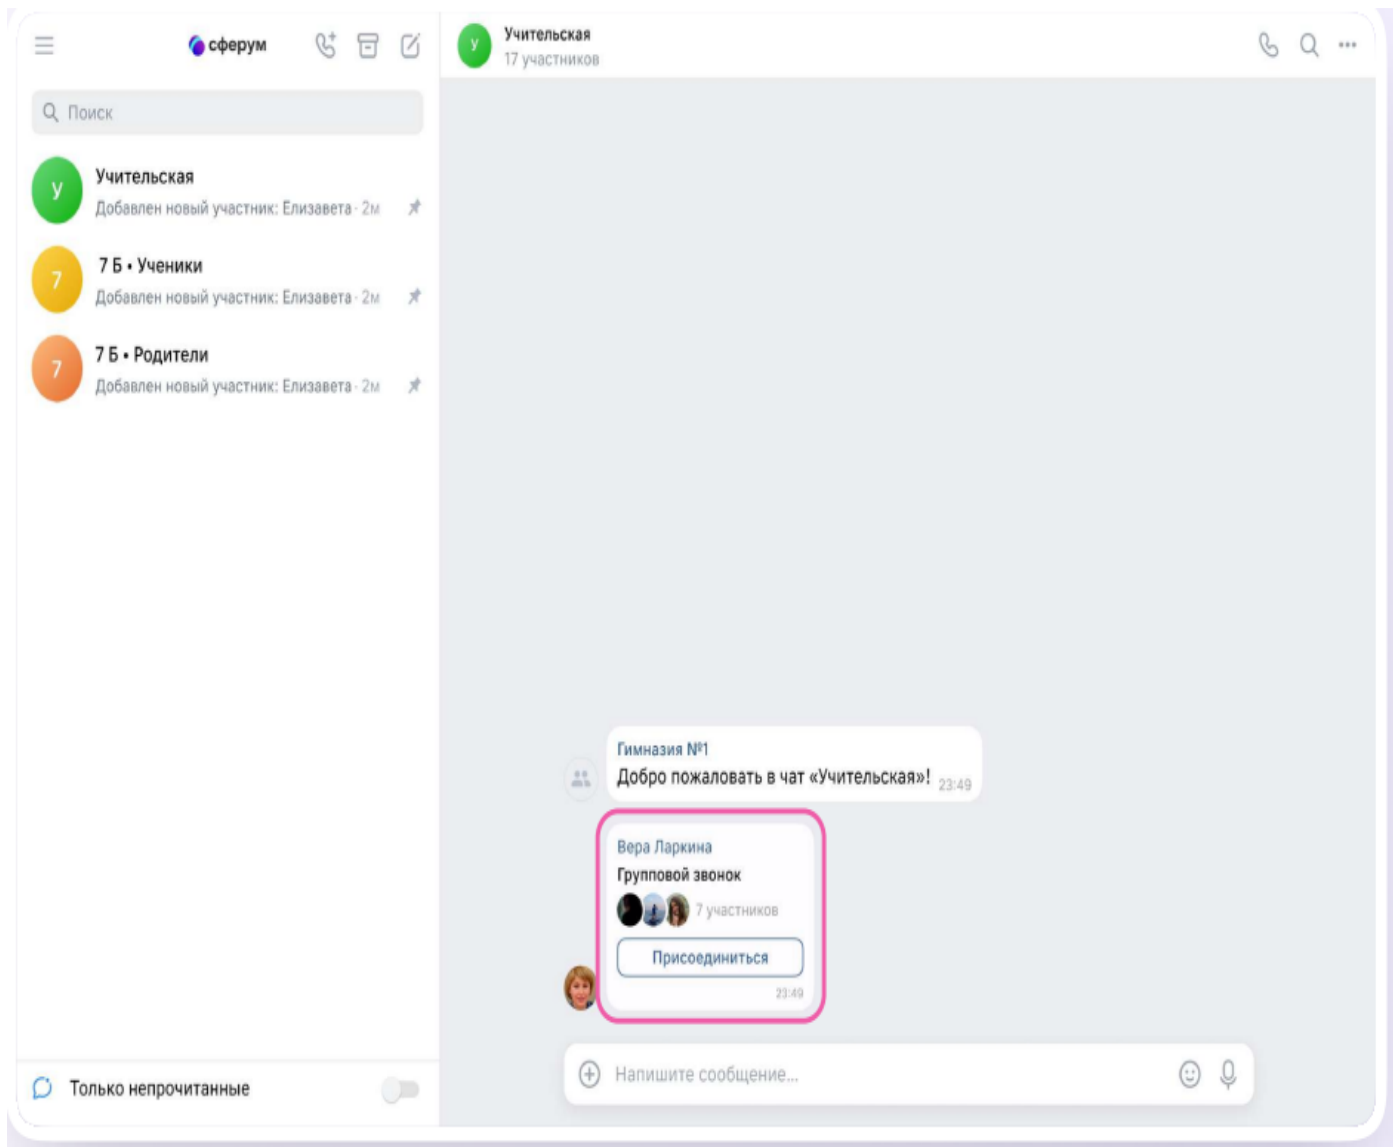 сферум
Поиск
У
Учительская
Добавлен новый участник: Елизавета · 2м
7
7 Б • Ученики
Добавлен новый участник: Елизавета · 2м
7
7 Б • Родители
Добавлен новый участник: Елизавета · 2м
Только непрочитанные
У
Учительская
17 участников
Гимназия №1
Добро пожаловать в чат «Учительская»! 23:49
Вера Ларкина
Групповой звонок
7 участников
Присоединиться
23:49
Напишите сообщение...